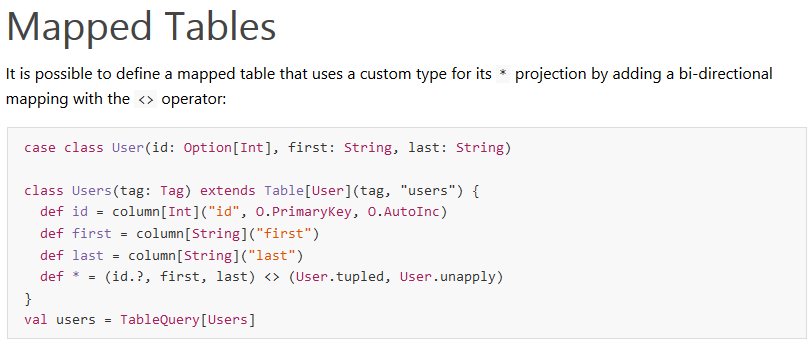 Mapped Tables
It is possible to define a mapped table that uses a custom type for its * projection by adding a bi-directional
mapping with the <> operator:
case class User(id: Option[Int], first: String, last: String)
class Users(tag: Tag) extends Table[User](tag, "users") {
  def id = column[Int]("id", O.PrimaryKey, O.AutoInc)
  def first = column[String]("first")
  def last = column[String]("last")
  def * = (id.?, first, last) <> (User.tupled, User.unapply)
}
val users = TableQuery[Users]